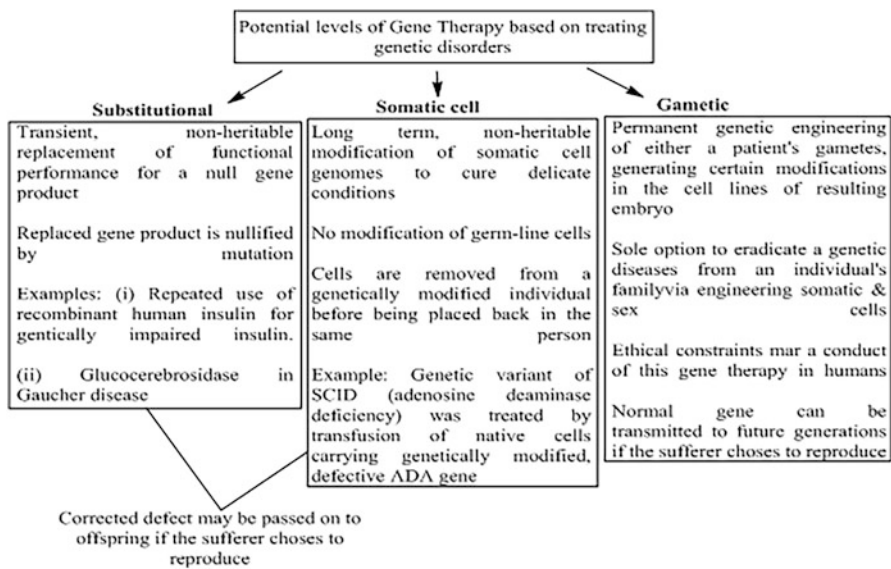 Potential levels of Gene Therapy based on treating
genetic disorders
Substitutional
Transient, non-heritable
replacement of functional
performance for a null gene
product
Replaced gene product is nullified
by mutation
Examples: (i) Repeated use of
recombinant human insulin for
gentically impaired insulin.
(ii) Glucocerebrosidase in
Gaucher disease
Somatic cell
Long term, non-heritable
modification of somatic cell
genomes to cure delicate
conditions
No modification of germ-line cells
Cells are removed from a
genetically modified individual
before being placed back in the
same person
Example: Genetic variant of
SCID (adenosine deaminase
deficiency) was treated by
transfusion of native cells
carrying genetically modified,
defective ADA gene
Gametic
Permanent genetic engineering
of either a patient's gametes,
generating certain modifications
in the cell lines of resulting
embryo
Sole option to eradicate a genetic
diseases from an individual's
familyvia engineering somatic &
sex cells
Ethical constraints mar a conduct
of this gene therapy in humans
Normal gene can be
transmitted to future generations
if the sufferer choses to reproduce
Corrected defect may be passed on to
offspring if the sufferer choses to
reproduce